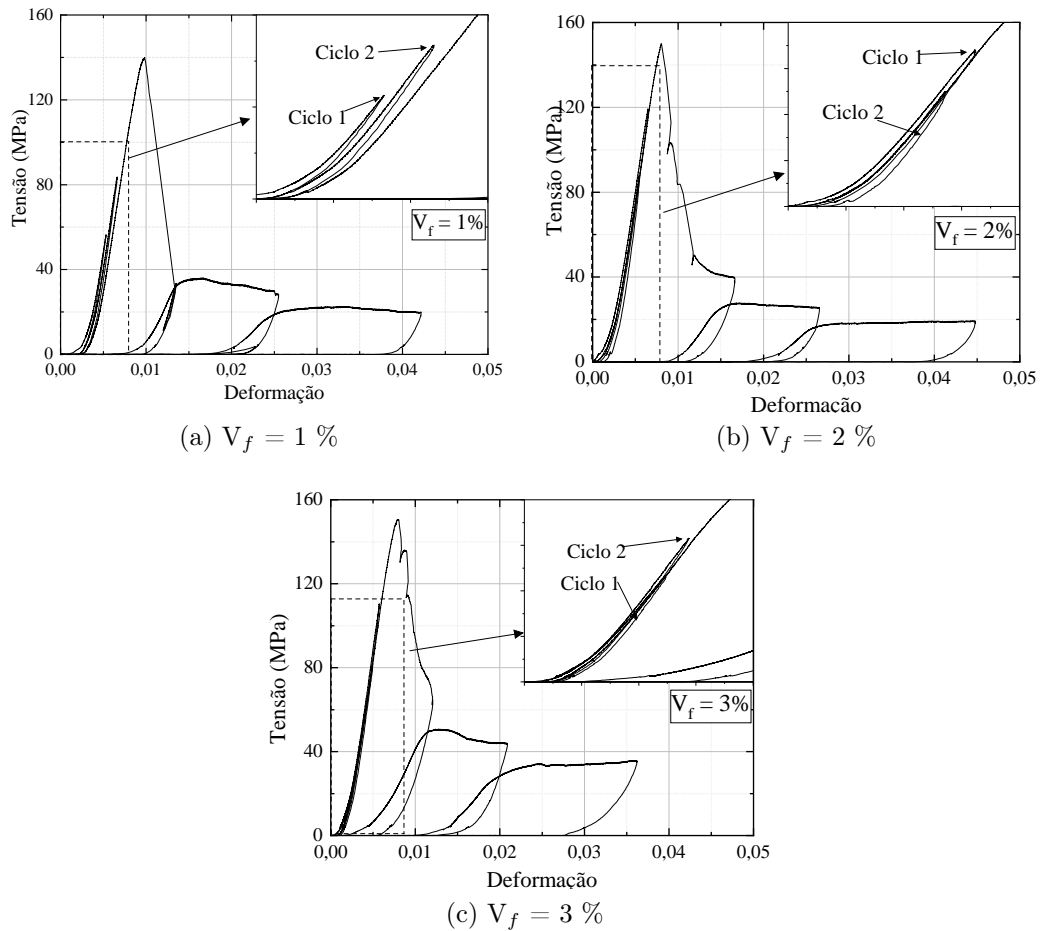 160
120
80
40
0
Tensão (MPa)
0,00
0,01
0,02
0,03
0,04
0,05
Deformação
Ciclo 2
Ciclo 1
V_f = 1%
(a) V_f = 1 %
160
120
80
40
0
Tensão (MPa)
0,00
0,01
0,02
0,03
0,04
0,05
Deformação
Ciclo 1
Ciclo 2
V_f = 2%
(b) V_f = 2 %
160
120
80
40
0
Tensão (MPa)
0,00
0,01
0,02
0,03
0,04
0,05
Deformação
Ciclo 2
Ciclo 1
V_f = 3%
(c) V_f = 3 %